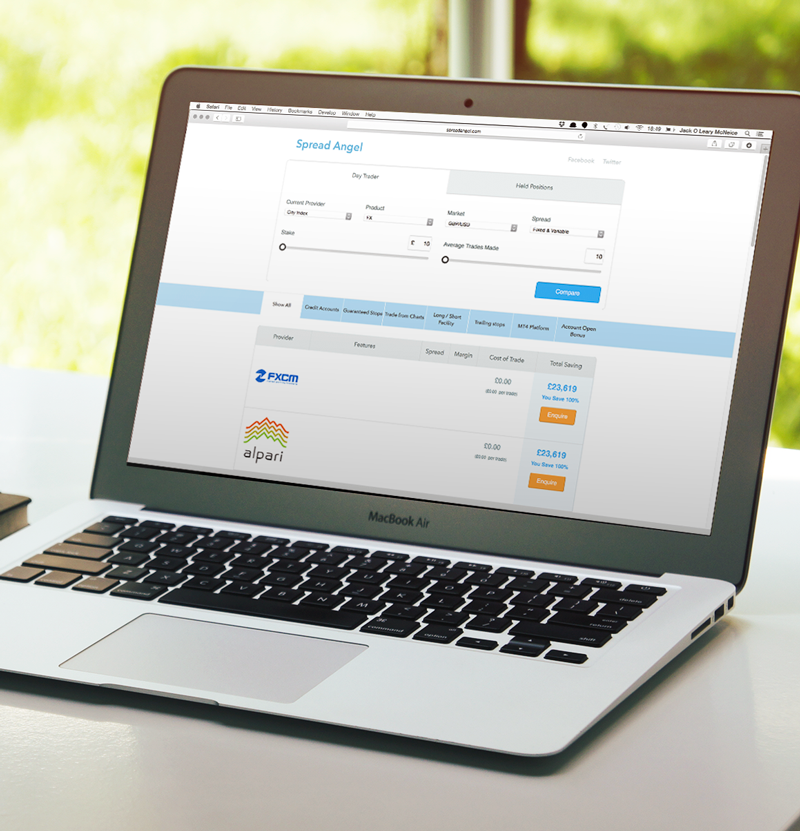 Safari File Edit View History Bookmarks Develop Window Help
18:49 Jack O Leary McNeice
spreadangel.com
Spread Angel
Facebook Twitter
Day Trader
Held Positions
Current Provider
Product
Market
Spread
City Index
FX
GBP/USD
Fixed & Variable
Stake
£ 10
Average Trades Made
10
Compare
Show All
Credit Accounts
Guaranteed Stops
Trade from Charts
Long / Short
Facility
Trading stops
MT4 Platform
Account Open
Bonus
Provider
Features
Spread
Margin
Cost of Trade
Total Saving
FXCM
£0.00
£0.00 per trade
£23,619
You Save 100%
Enquire
alpari
£0.00
£0.00 per trade
£23,619
You Save 100%
Enquire
MacBook Air
delete
return
shift
command
option